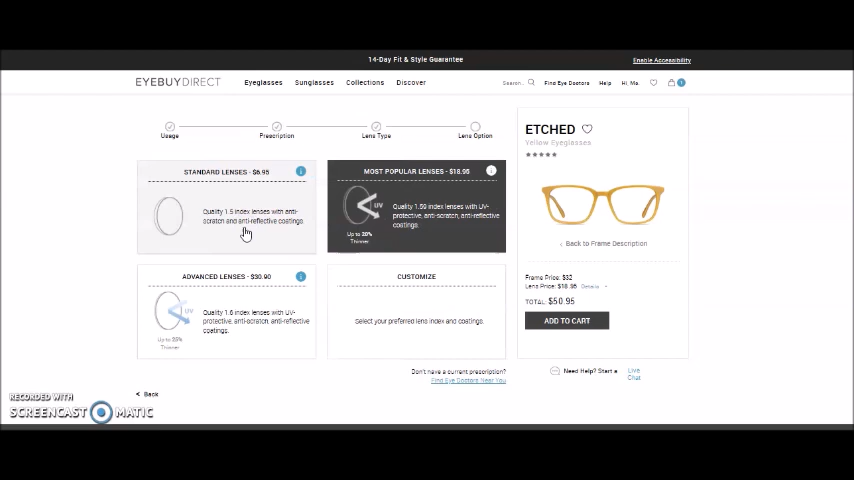 14-Day Fit & Style Guarantee
Enable Accessibility
EYEBUYDIRECT
Eyeglasses
Sunglasses
Collections
Discover
Search...
Find Eye Doctors
Help
Hi, Ma.
1
Usage
Prescription
Lens Type
Lens Option
STANDARD LENSES - $6.95
Quality 1.5 index lenses with anti-
scratch and anti-reflective coatings.
MOST POPULAR LENSES - $18.95
UV
Up to 20%
Thinner
Quality 1.59 index lenses with UV-
protective, anti-scratch, anti-reflective
coatings.
ADVANCED LENSES - $30.90
UV
Up to 25%
Thinner
Quality 1.6 index lenses with UV-
protective, anti-scratch, anti-reflective
coatings.
CUSTOMIZE
Select your preferred lens index and coatings.
Don't have a current prescription?
Find Eye Doctors Near You
< Back
ETCHED
Yellow Eyeglasses
< Back to Frame Description
Frame Price: $32
Lens Price: $18.95 Details
TOTAL: $50.95
ADD TO CART
Need Help? Start a
Live
Chat
RECORDED WITH
SCREENCAST MATIC